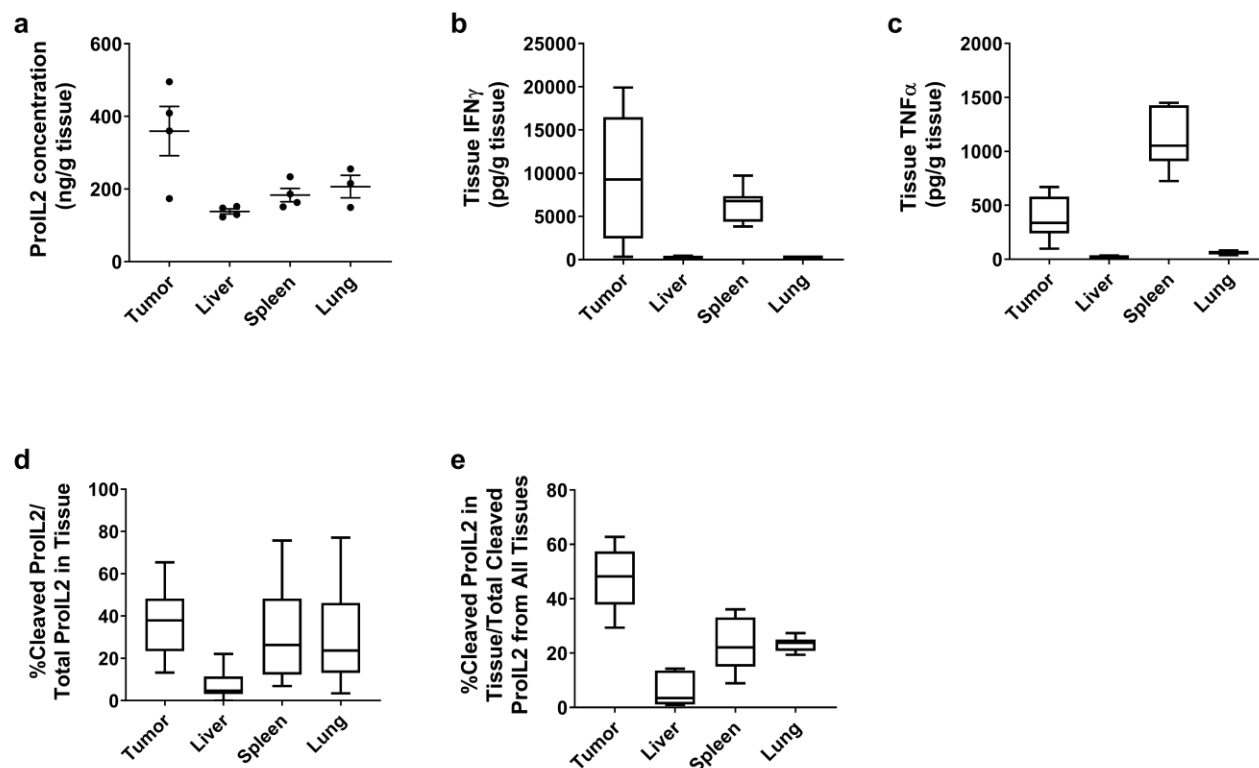 a
ProIL2 concentration
(ng/g tissue)
600
400
200
0
Tumor
Liver
Spleen
Lung
b
Tissue IFNγ
(pg/g tissue)
25000
20000
15000
10000
5000
0
Tumor
Liver
Spleen
Lung
c
Tissue TNFα
(pg/g tissue)
2000
1500
1000
500
0
Tumor
Liver
Spleen
Lung
d
%Cleaved ProIL2/
Total ProIL2 in Tissue
100
80
60
40
20
0
Tumor
Liver
Spleen
Lung
e
%Cleaved ProIL2 in
Tissue/Total Cleaved
ProIL2 from All Tissues
80
60
40
20
0
Tumor
Liver
Spleen
Lung